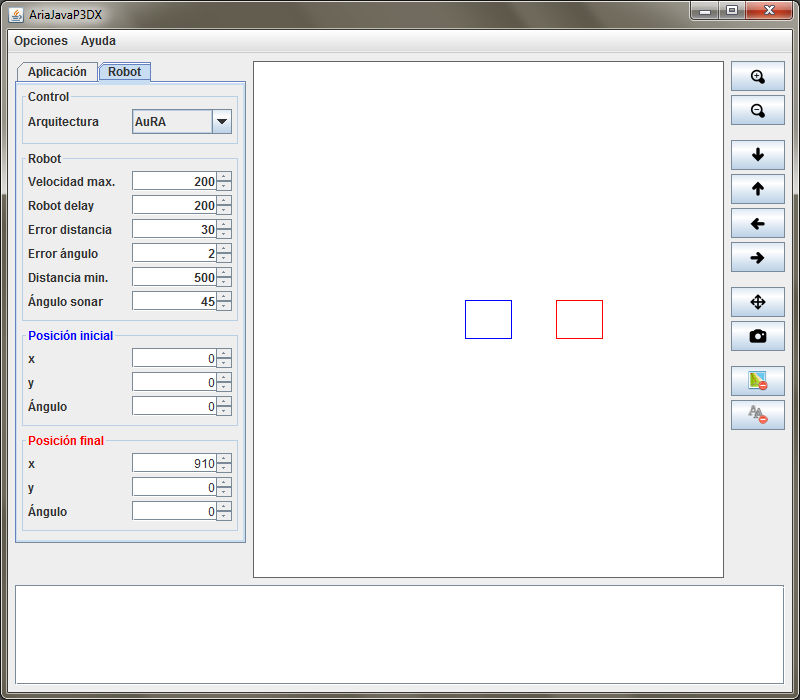 AriaJavaP3DX
Opciones Ayuda
Aplicación Robot
Control
Arquitectura AuRA
Robot
Velocidad max. 200
Robot delay 200
Error distancia 30
Error ángulo 2
Distancia min. 500
Ángulo sonar 45
Posición inicial
x 0
y 0
Ángulo 0
Posición final
x 910
y 0
Ángulo 0